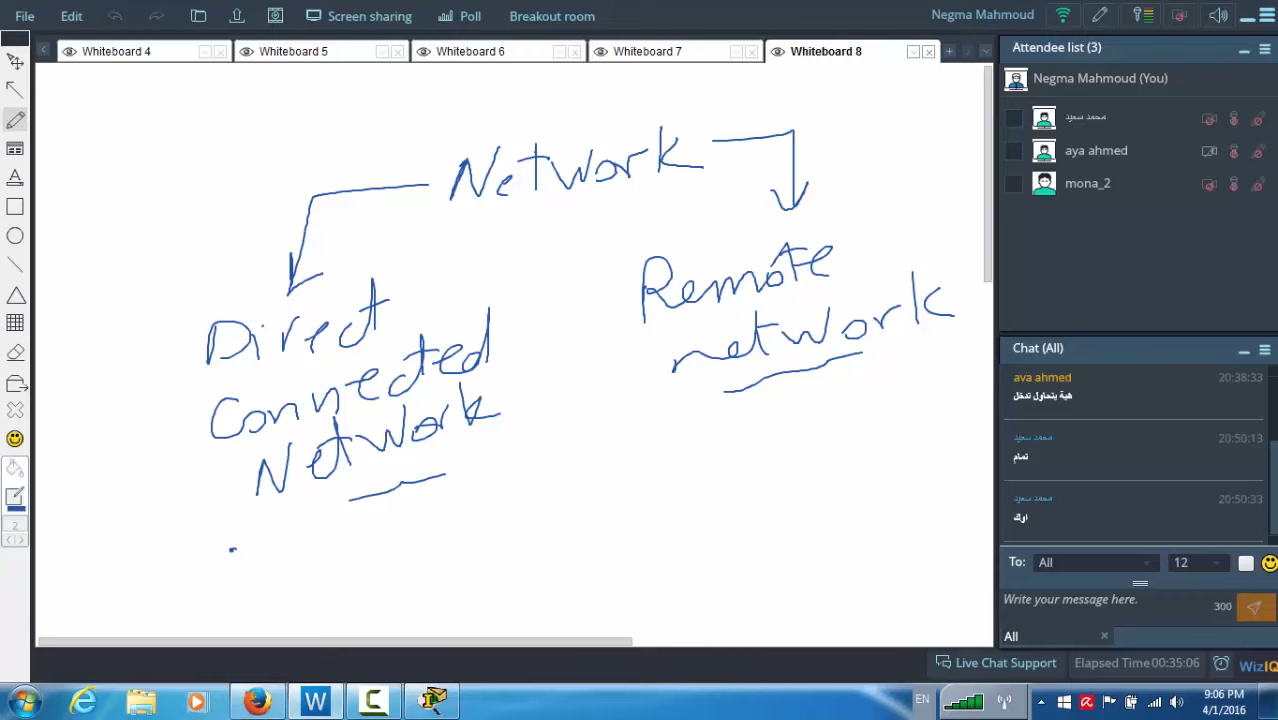 File Edit Screen sharing Poll Breakout room Negma Mahmoud
Whiteboard 4 Whiteboard 5 Whiteboard 6 Whiteboard 7 Whiteboard 8
Network
Direct
Connected
Network
Remote
network
Attendee list (3)
Negma Mahmoud (You)
محمد سعيد
aya ahmed
mona_2
Chat (All)
aya ahmed 20:38:33
هية بتحاول تدخل
محمد سعيد 20:50:13
تمام
محمد سعيد 20:50:33
اوك
To: All 12
Write your message here. 300
All
Live Chat Support Elapsed Time 00:35:06 WizIQ
2
EN 9:06 PM
4/1/2016